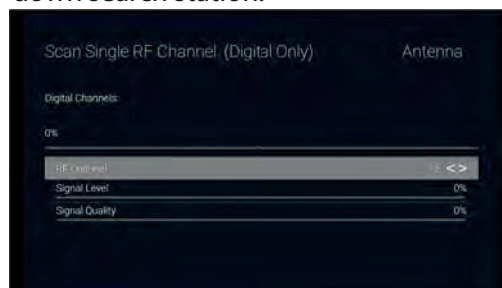 Scan Single RF Channel (Digital Only) Antenna
Digital Channels:
0%
RF Channel < >
Signal Level 0%
Signal Quality 0%